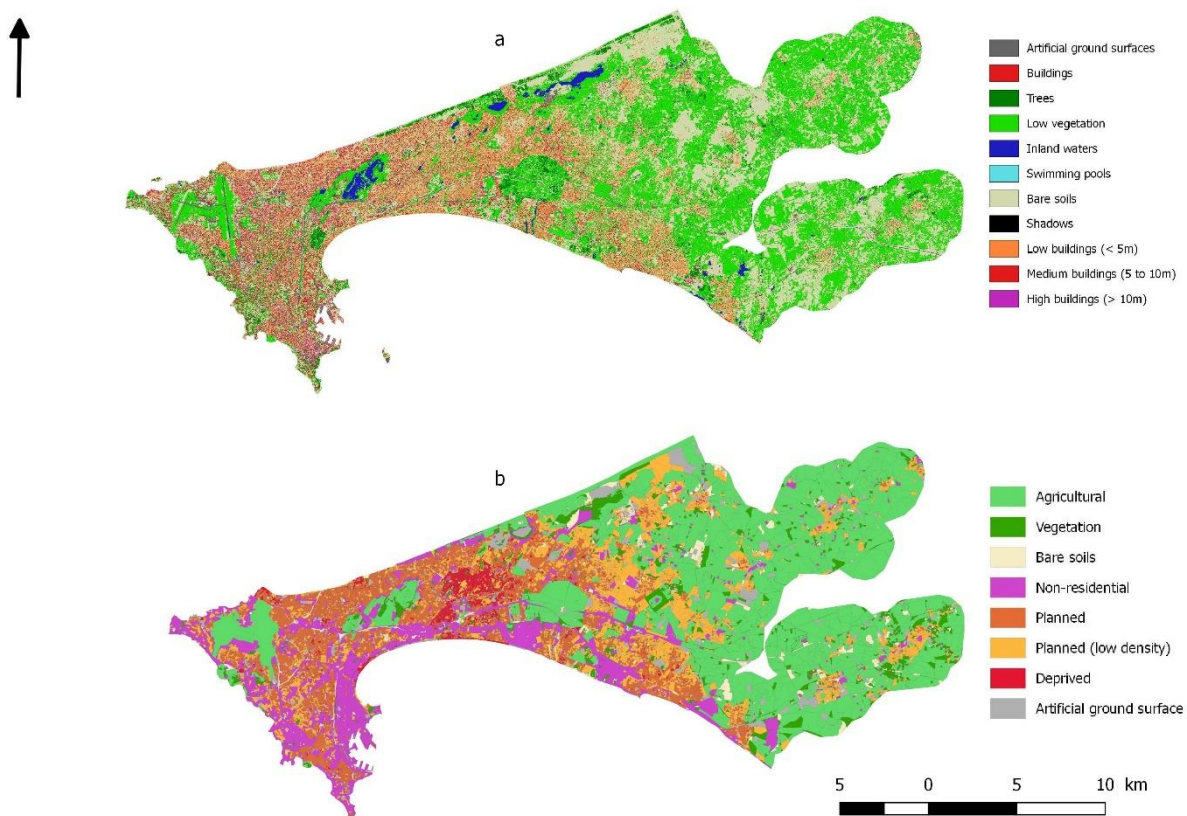 a
Artificial ground surfaces
Buildings
Trees
Low vegetation
Inland waters
Swimming pools
Bare soils
Shadows
Low buildings (< 5m)
Medium buildings (5 to 10m)
High buildings (> 10m)
b
Agricultural
Vegetation
Bare soils
Non-residential
Planned
Planned (low density)
Deprived
Artificial ground surface
5 0 5 10 km